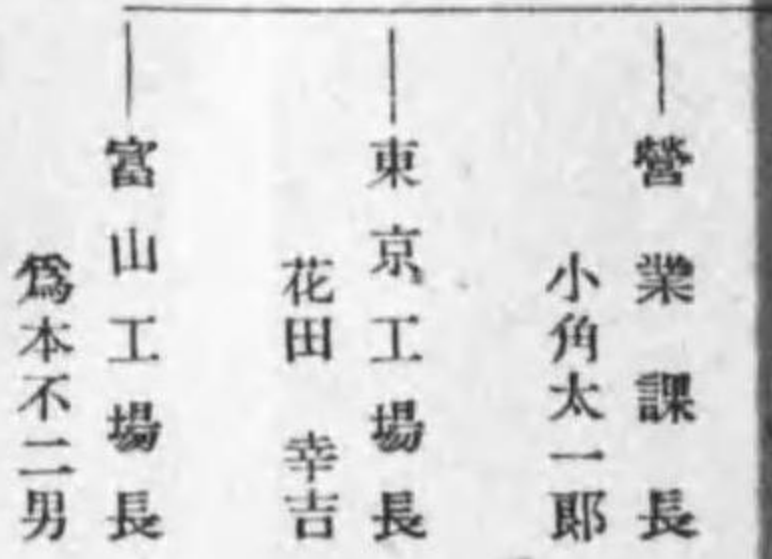 營業課長
小角太一郎
東京工場長
花田幸吉
富山工場長
爲本不二男